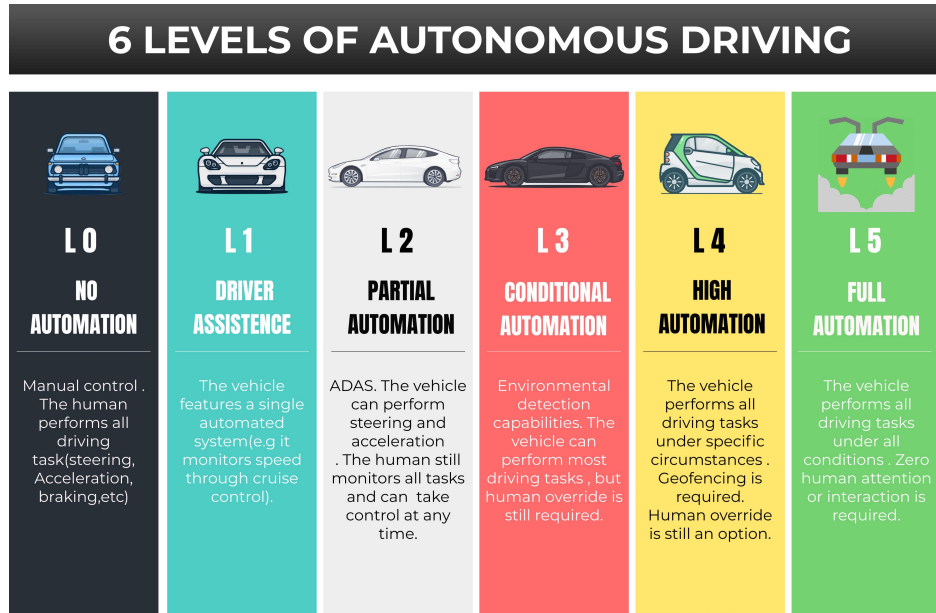 6 LEVELS OF AUTONOMOUS DRIVING
L 0
NO
AUTOMATION
Manual control .
The human
performs all
driving
task(steering,
Acceleration,
braking,etc)
L 1
DRIVER
ASSISTENCE
The vehicle
features a single
automated
system(e.g it
monitors speed
through cruise
control).
L 2
PARTIAL
AUTOMATION
ADAS. The vehicle
can perform
steering and
acceleration
. The human still
monitors all tasks
and can take
control at any
time.
L 3
CONDITIONAL
AUTOMATION
Environmental
detection
capabilities. The
vehicle can
perform most
driving tasks , but
human override is
still required.
L 4
HIGH
AUTOMATION
The vehicle
performs all
driving tasks
under specific
circumstances .
Geofencing is
required.
Human override
is still an option.
L 5
FULL
AUTOMATION
The vehicle
performs all
driving tasks
under all
conditions . Zero
human attention
or interaction is
required.